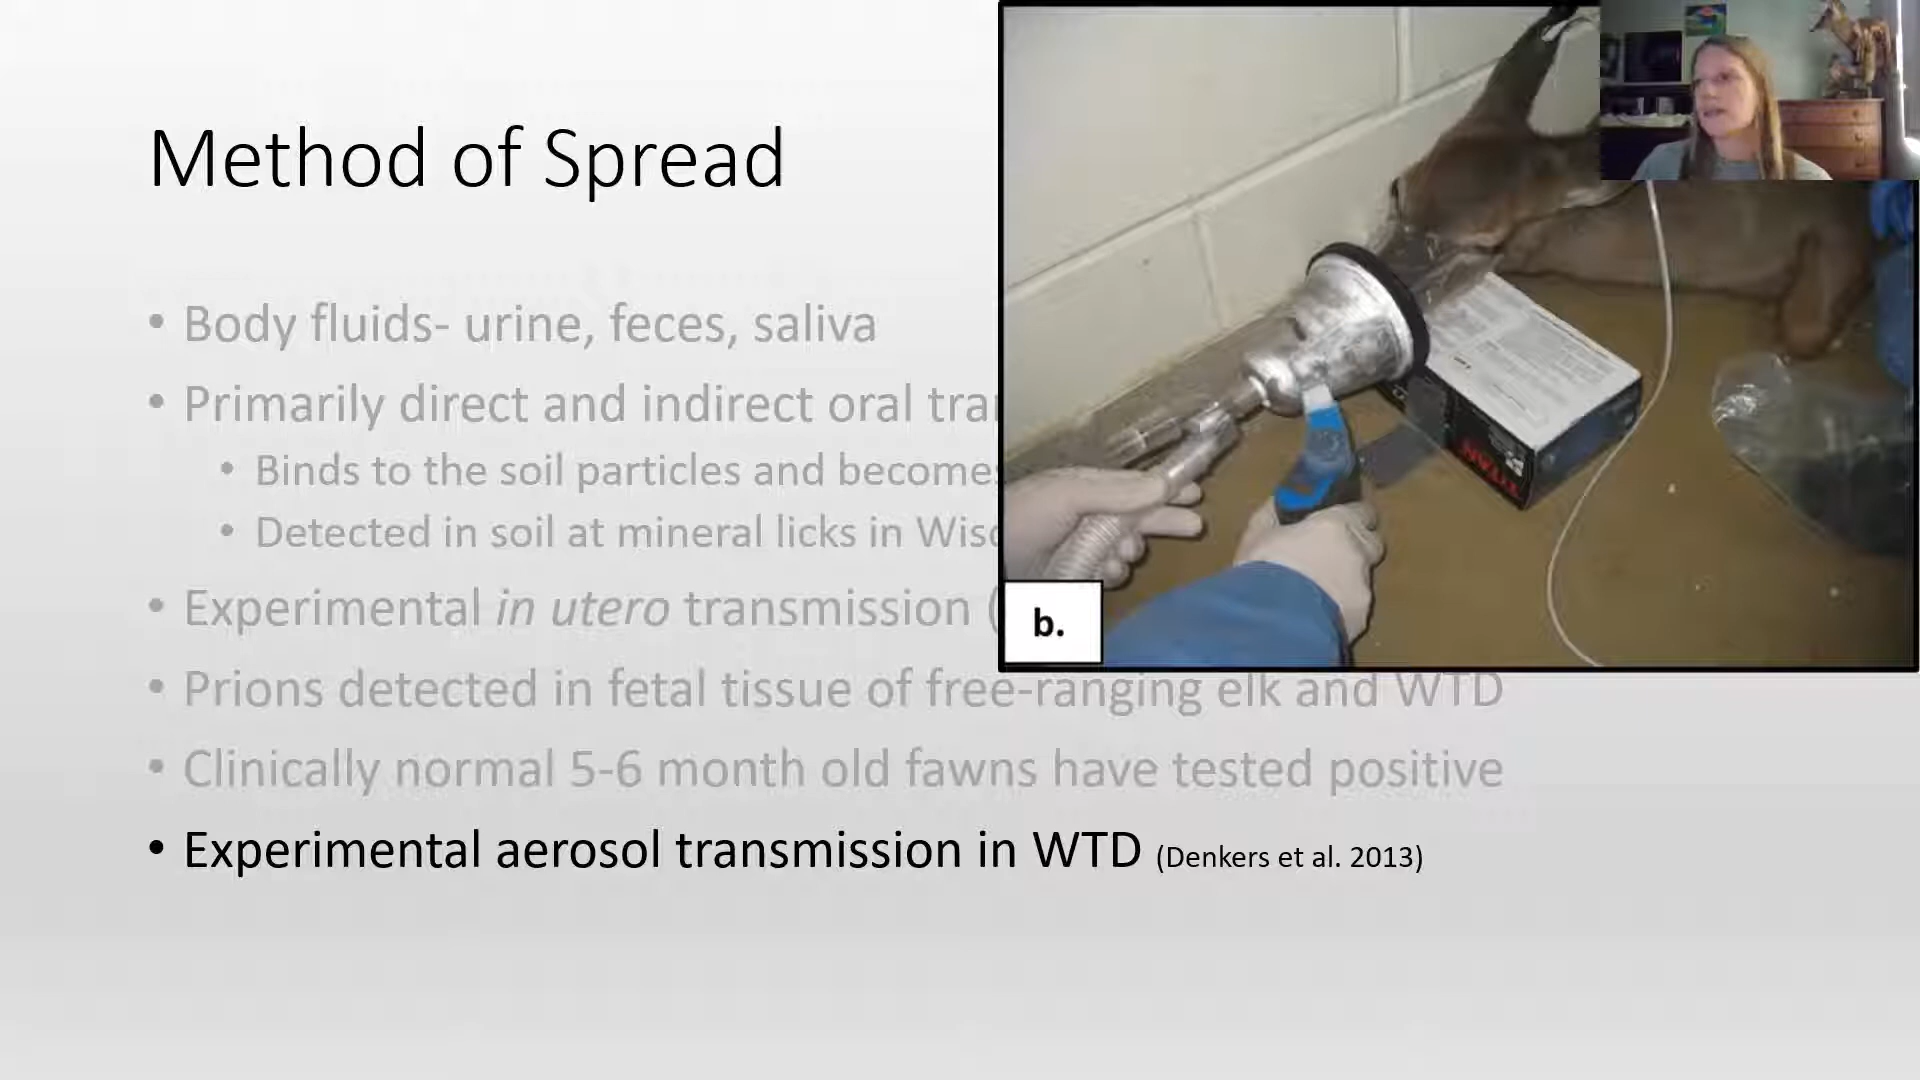 Method of Spread
• Body fluids- urine, feces, saliva
• Primarily direct and indirect oral
• Binds to the soil particles and becomes
• Detected in soil at mineral licks in
• Experimental in utero transmission (
• Prions detected in fetal tissue of free-ranging elk and WTD
• Clinically normal 5-6 month old fawns have tested positive
• Experimental aerosol transmission in WTD (Denkers et al. 2013)
b.